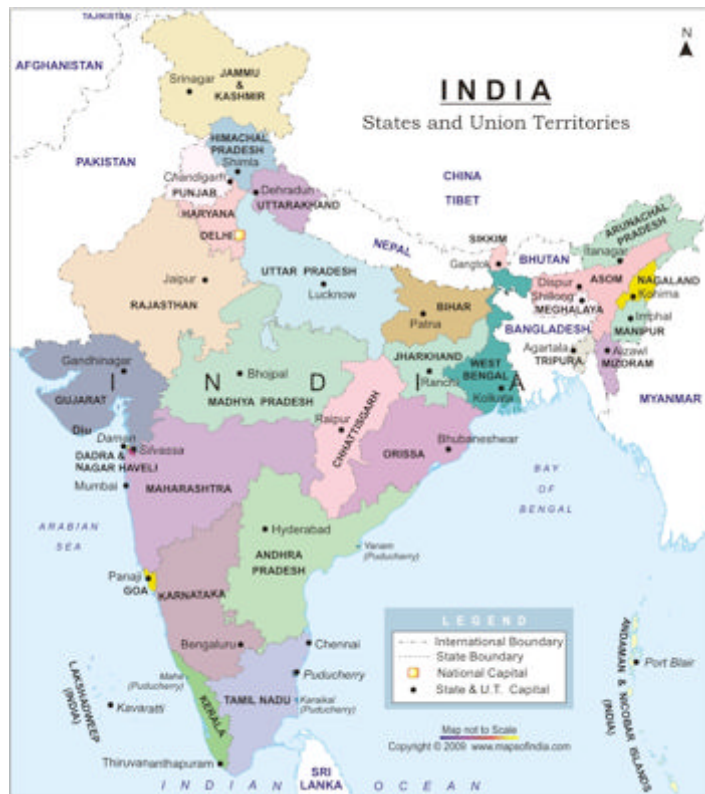 TAJIKISTAN
AFGHANISTAN
N
JAMMU
&
KASHMIR
Srinagar
INDIA
States and Union Territories
HIMACHAL
PRADESH
Shimla
PAKISTAN
Chandigarh
PUNJAB
Dehradun
UTTARAKHAND
CHINA
TIBET
HARYANA
DELHI
ARUNACHAL
PRADESH
NEPAL
SIKKIM
Gangtok
BHUTAN
Itanagar
Jaipur
RAJASTHAN
UTTAR PRADESH
Lucknow
Dispur
ASOM
NAGALAND
Shillong
MEGHALAYA
Kohima
BIHAR
Patna
Imphal
MANIPUR
BANGLADESH
Gandhinagar
JHARKHAND
Agartala
TRIPURA
Aizawl
MIZORAM
I N D I A
GUJARAT
Bhojpal
MADHYA PRADESH
Ranchi
WEST
BENGAL
Kolkata
MYANMAR
Diu
Daman
Silvassa
DADRA &
NAGAR HAVELI
Raipur
CHHATTISGARH
ORISSA
Bhubaneshwar
Mumbai
MAHARASHTRA
BAY
OF
BENGAL
ARABIAN
SEA
Hyderabad
ANDHRA
PRADESH
Yanam
(Puducherry)
Panaji
GOA
KARNATAKA
Bengaluru
Chennai
LEGEND
International Boundary
State Boundary
National Capital
State & U.T. Capital
Mahe
(Puducherry)
Puducherry
TAMIL NADU
Karaikal
(Puducherry)
KERALA
LAKSHADWEEP
(INDIA)
Kavaratti
ANDAMAN & NICOBAR ISLANDS
(INDIA)
Port Blair
Map not to Scale
Copyright © 2009 www.mapsofindia.com
Thiruvananthapuram
SRI
LANKA
INDIAN OCEAN